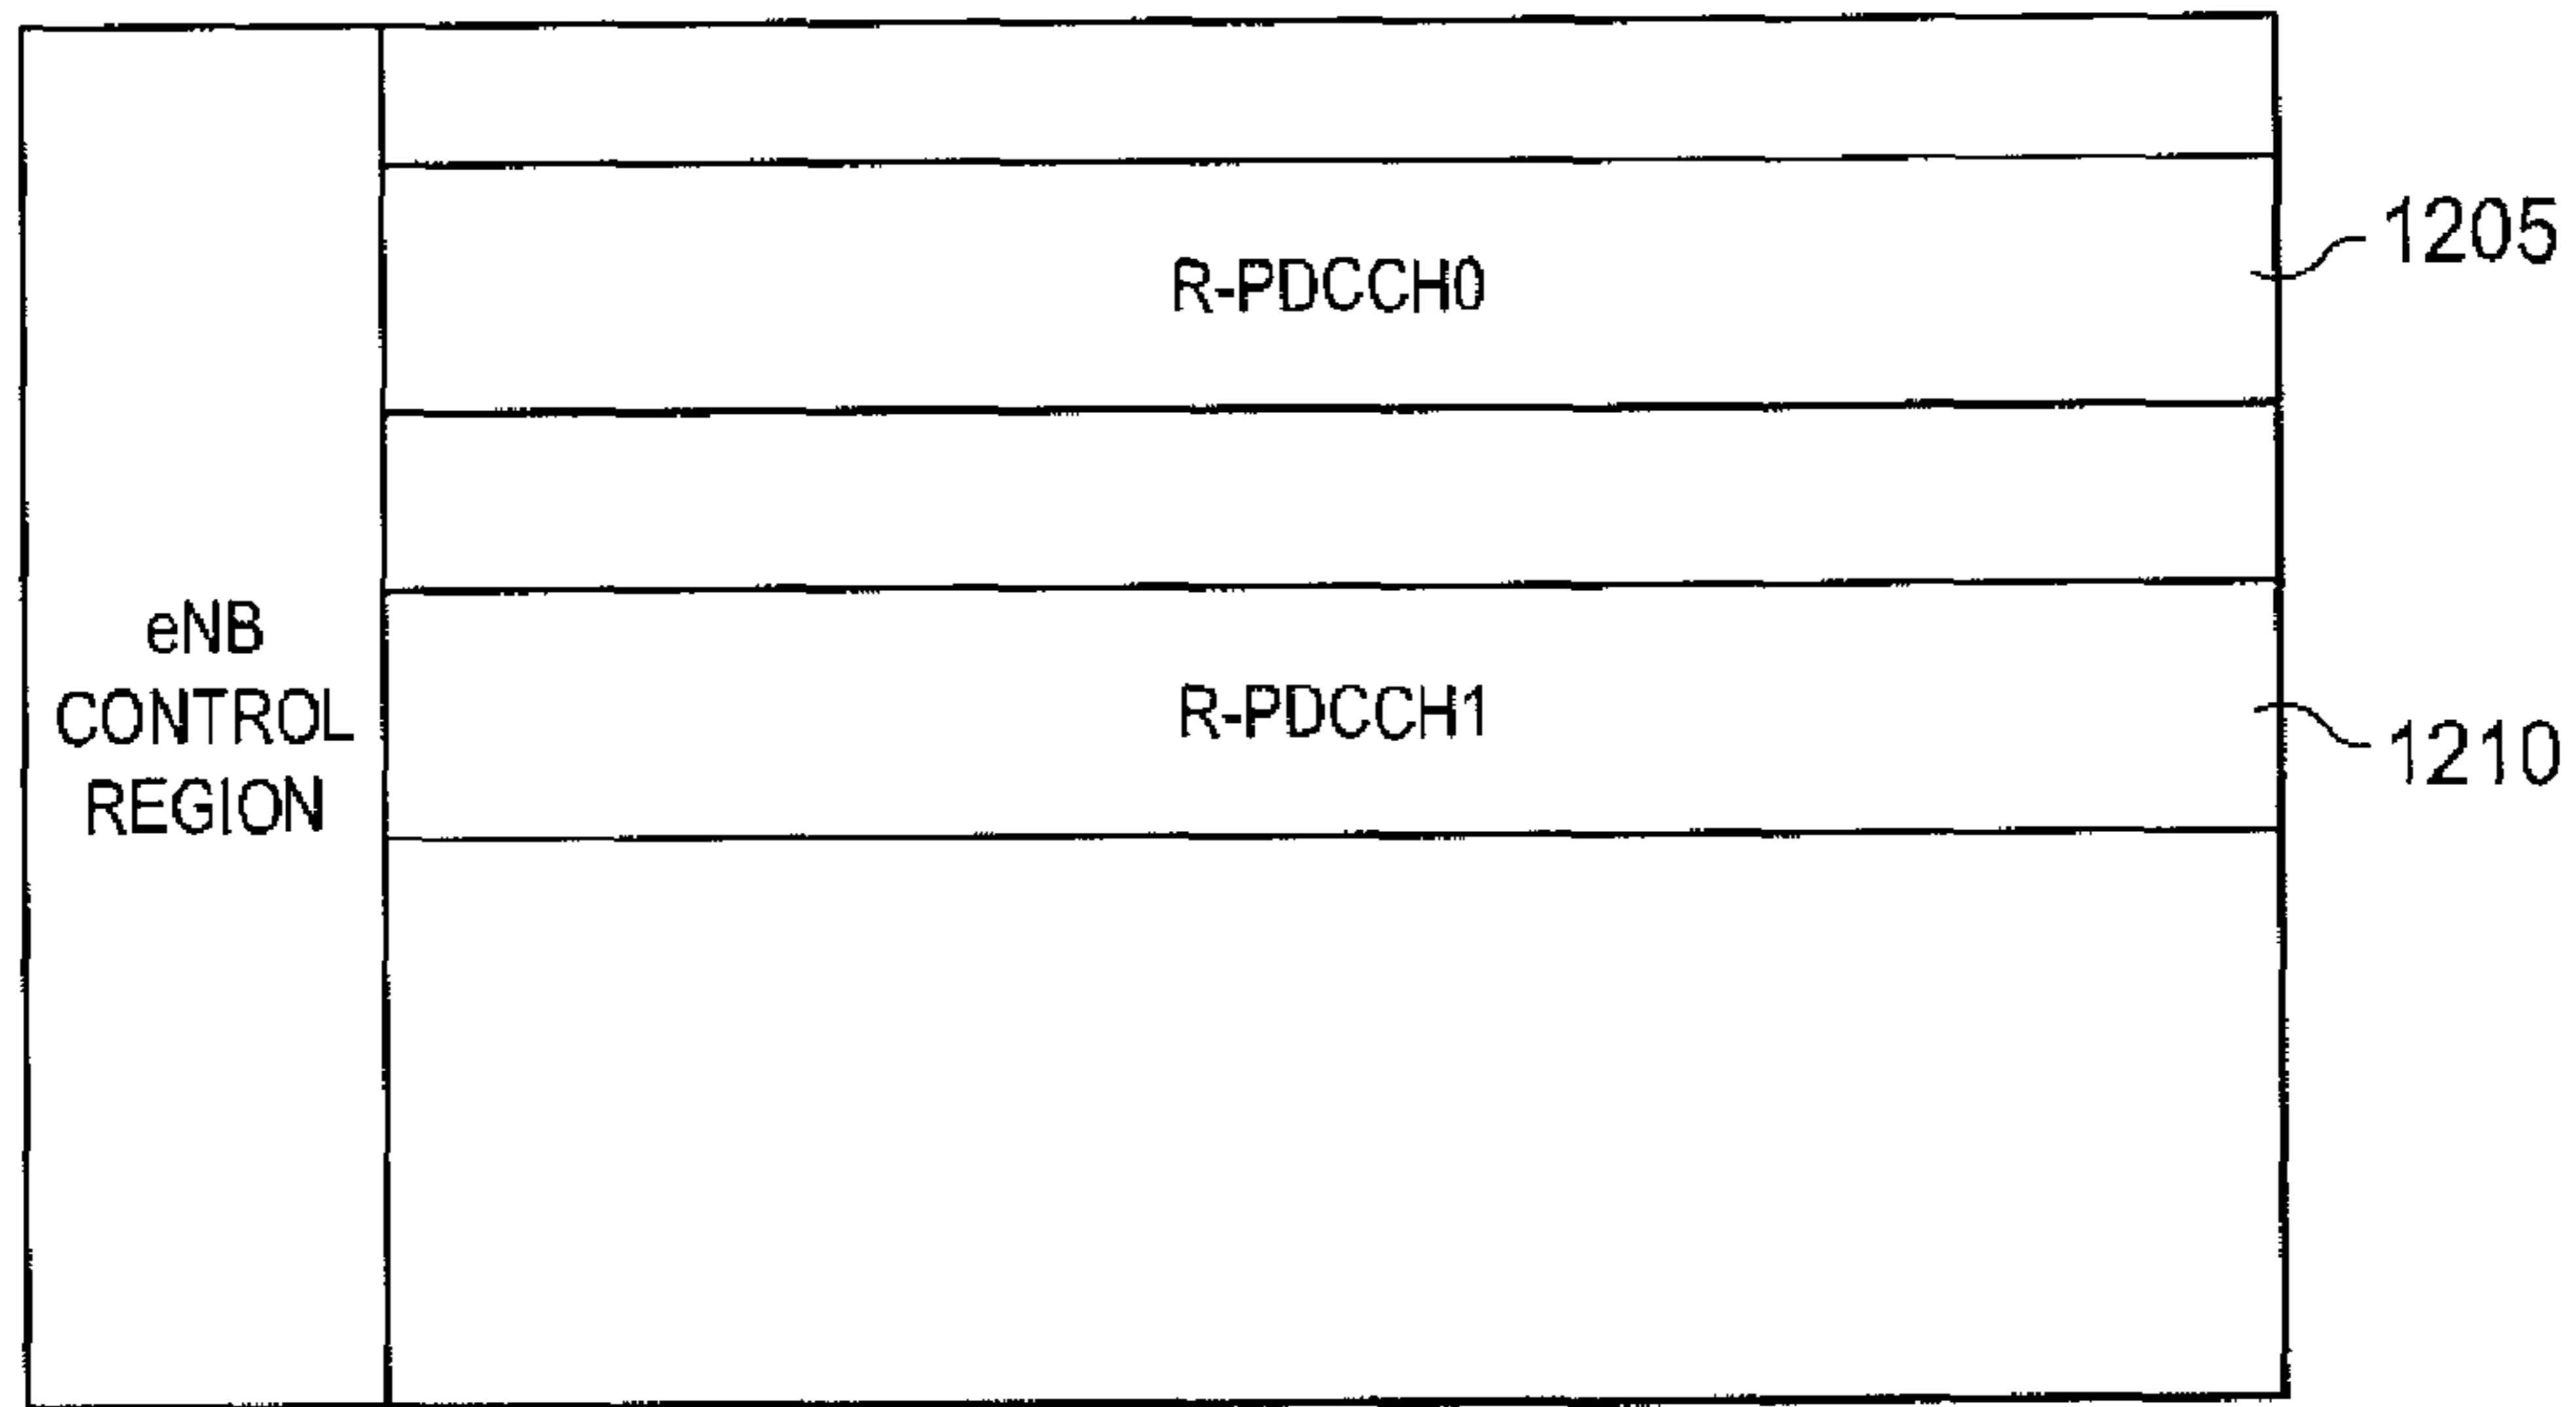 R-PDCCH0
1205
eNB
CONTROL
REGION
R-PDCCH1
1210